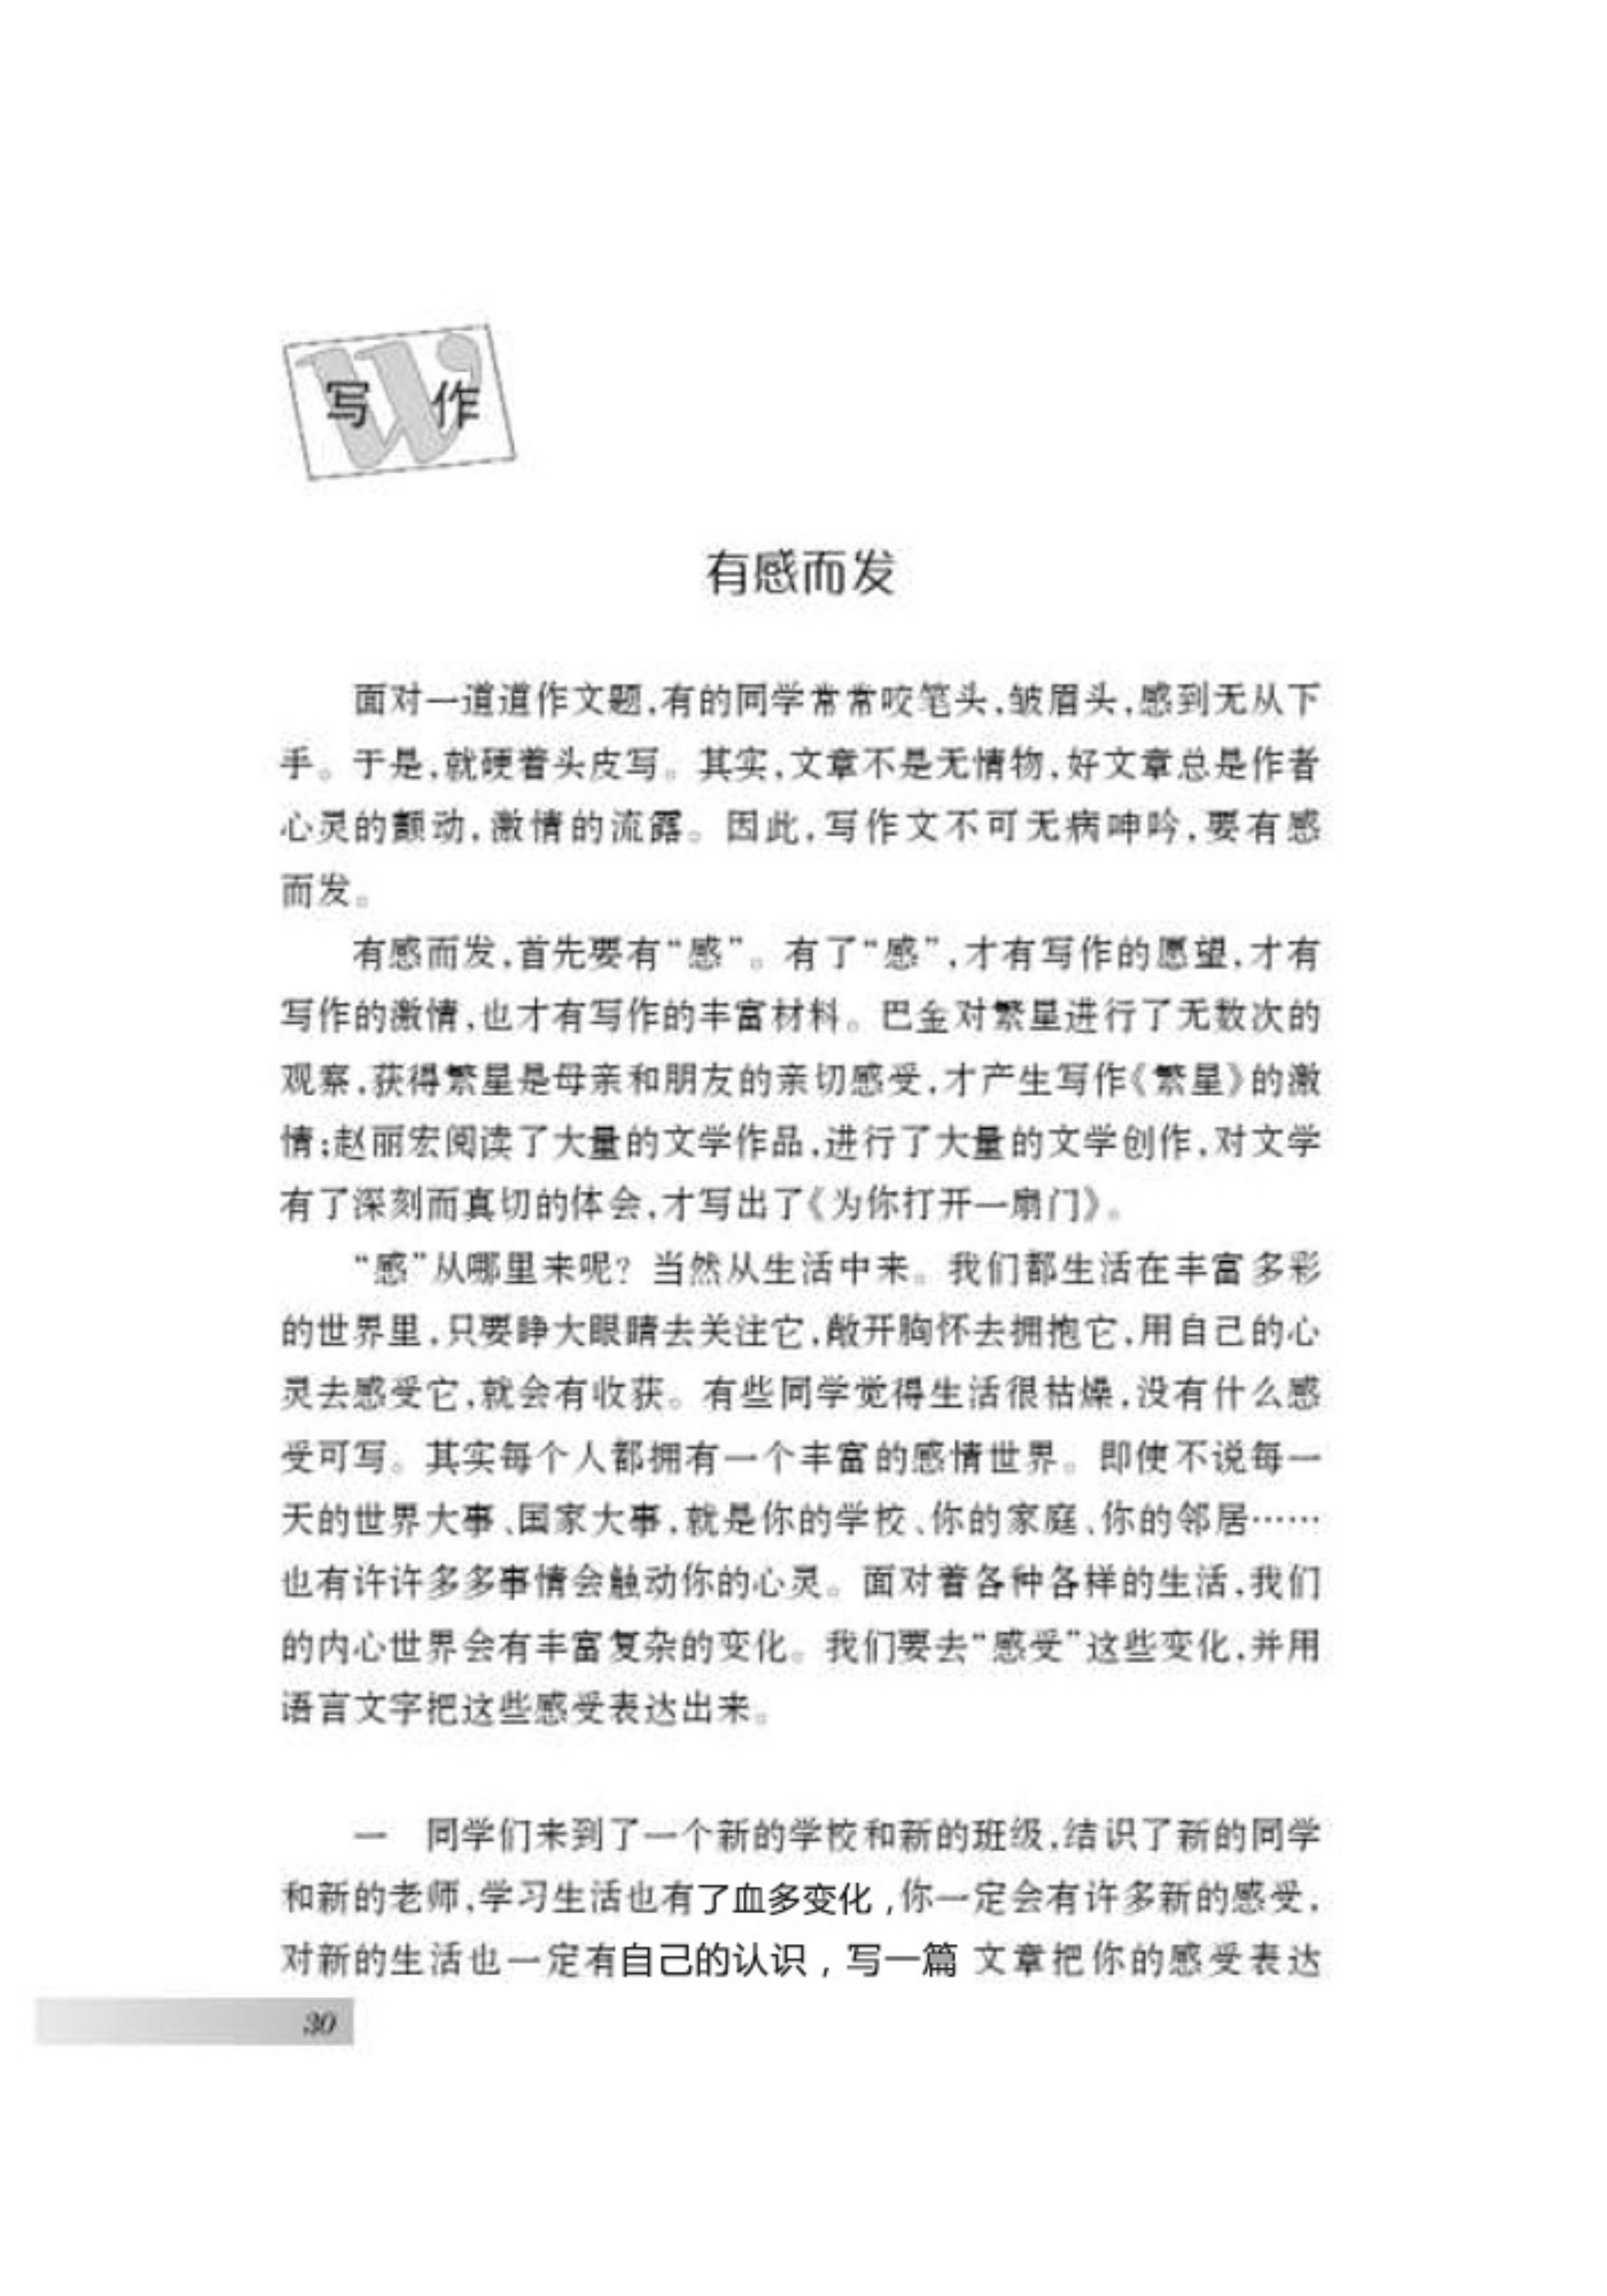 写作
有感而发
面对一道道作文题,有的同学常常咬笔头,皱眉头,感到无从下
手。于是,就硬着头皮写。其实,文章不是无情物,好文章总是作者
心灵的颤动,激情的流露。因此,写作文不可无病呻吟,要有感
而发。
有感而发,首先要有“感”。有了“感”,才有写作的愿望,才有
写作的激情,也才有写作的丰富材料。巴金对繁星进行了无数次的
观察,获得繁星是母亲和朋友的亲切感受,才产生写作《繁星》的激
情;赵丽宏阅读了大量的文学作品,进行了大量的文学创作,对文学
有了深刻而真切的体会,才写出了《为你打开一扇门》。
“感”从哪里来呢?当然从生活中来。我们都生活在丰富多彩
的世界里,只要睁大眼睛去关注它,敞开胸怀去拥抱它,用自己的心
灵去感受它,就会有收获。有些同学觉得生活很枯燥,没有什么感
受可写。其实每个人都拥有一个丰富的感情世界。即使不说每一
天的世界大事、国家大事,就是你的学校、你的家庭、你的邻居……
也有许许多多事情会触动你的心灵。面对着各种各样的生活,我们
的内心世界会有丰富复杂的变化。我们要去“感受”这些变化,并用
语言文字把这些感受表达出来。
一 同学们来到了一个新的学校和新的班级,结识了新的同学
和新的老师,学习生活也有了血多变化,你一定会有许多新的感受,
对新的生活也一定有自己的认识,写一篇 文章把你的感受表达
30